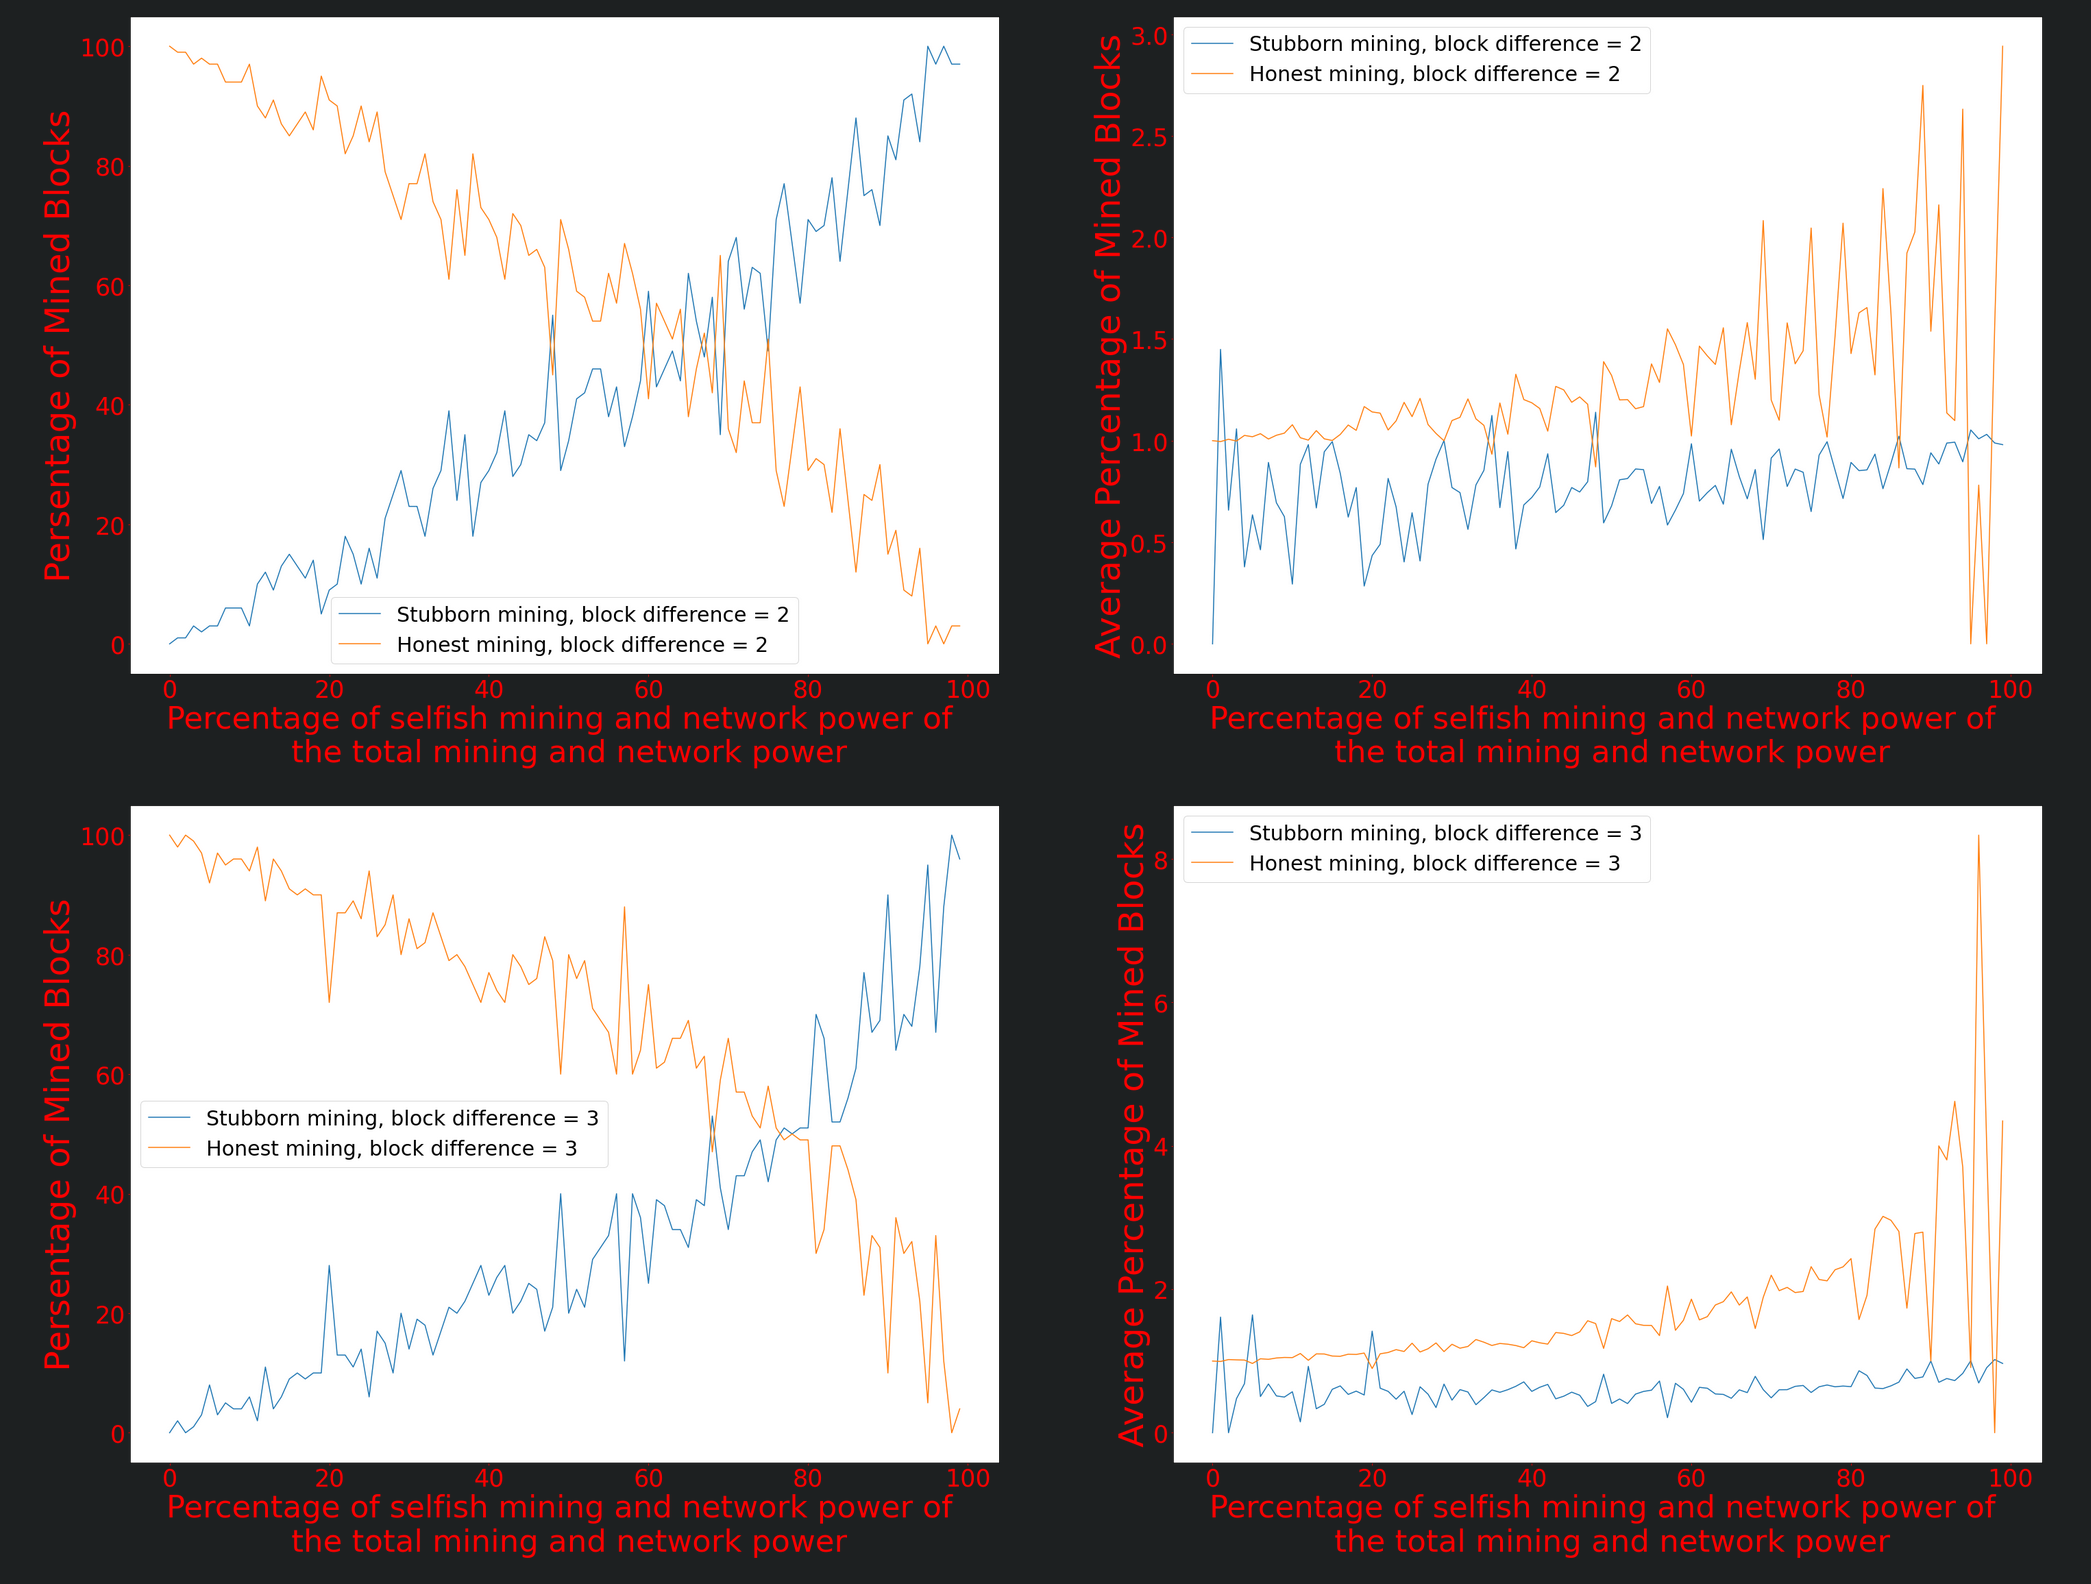 Persentage of Mined Blocks
100
80
60
40
20
0
Stubborn mining, block difference = 2
Honest mining, block difference = 2
0 20 40 60 80 100
Percentage of selfish mining and network power of
the total mining and network power
Average Percentage of Mined Blocks
3.0
2.5
2.0
1.5
1.0
0.5
0.0
Stubborn mining, block difference = 2
Honest mining, block difference = 2
0 20 40 60 80 100
Percentage of selfish mining and network power of
the total mining and network power
Persentage of Mined Blocks
100
80
60
40
20
0
Stubborn mining, block difference = 3
Honest mining, block difference = 3
0 20 40 60 80 100
Percentage of selfish mining and network power of
the total mining and network power
Average Percentage of Mined Blocks
8
6
4
2
0
Stubborn mining, block difference = 3
Honest mining, block difference = 3
0 20 40 60 80 100
Percentage of selfish mining and network power of
the total mining and network power